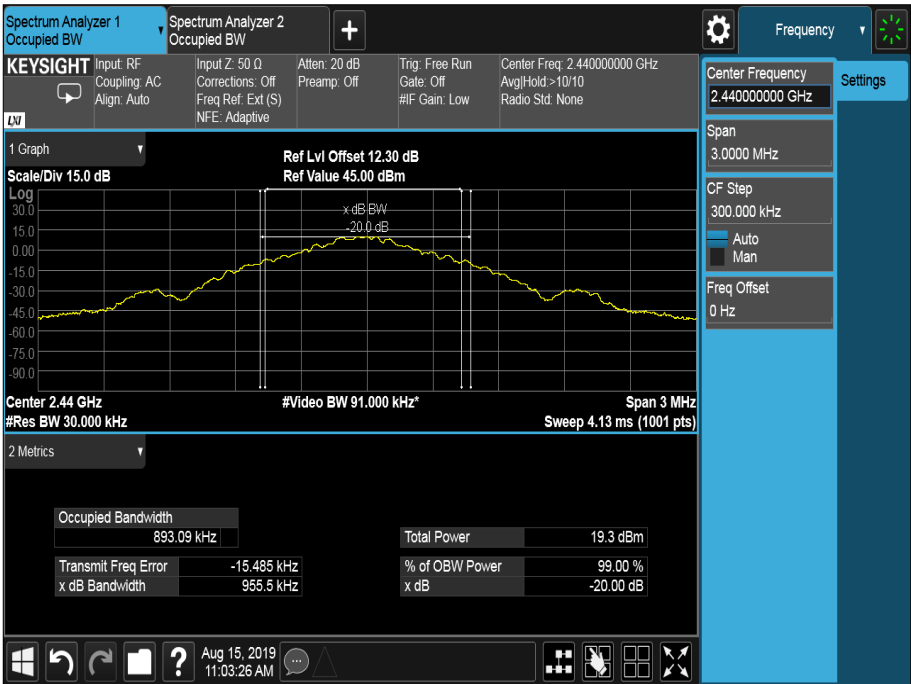 Spectrum Analyzer 1
Occupied BW
Spectrum Analyzer 2
Occupied BW
Frequency
KEYSIGHT
LXI
Input: RF
Coupling: AC
Align: Auto
Input Z: 50 Ω
Corrections: Off
Freq Ref: Ext (S)
NFE: Adaptive
Atten: 20 dB
Preamp: Off
Trig: Free Run
Gate: Off
#IF Gain: Low
Center Freq: 2.440000000 GHz
Avg|Hold:>10/10
Radio Std: None
Center Frequency
2.440000000 GHz
Settings
Span
3.0000 MHz
CF Step
300.000 kHz
Auto
Man
Freq Offset
0 Hz
1 Graph
Scale/Div 15.0 dB
Ref Lvl Offset 12.30 dB
Ref Value 45.00 dBm
Log
30.0
15.0
0.00
-15.0
-30.0
-45.0
-60.0
-75.0
-90.0
x dB BW
-20.0 dB
Center 2.44 GHz
#Video BW 91.000 kHz*
Span 3 MHz
#Res BW 30.000 kHz
Sweep 4.13 ms (1001 pts)
2 Metrics
Occupied Bandwidth
893.09 kHz
Total Power 19.3 dBm
Transmit Freq Error -15.485 kHz
% of OBW Power 99.00 %
x dB Bandwidth 955.5 kHz
x dB -20.00 dB
?
Aug 15, 2019
11:03:26 AM